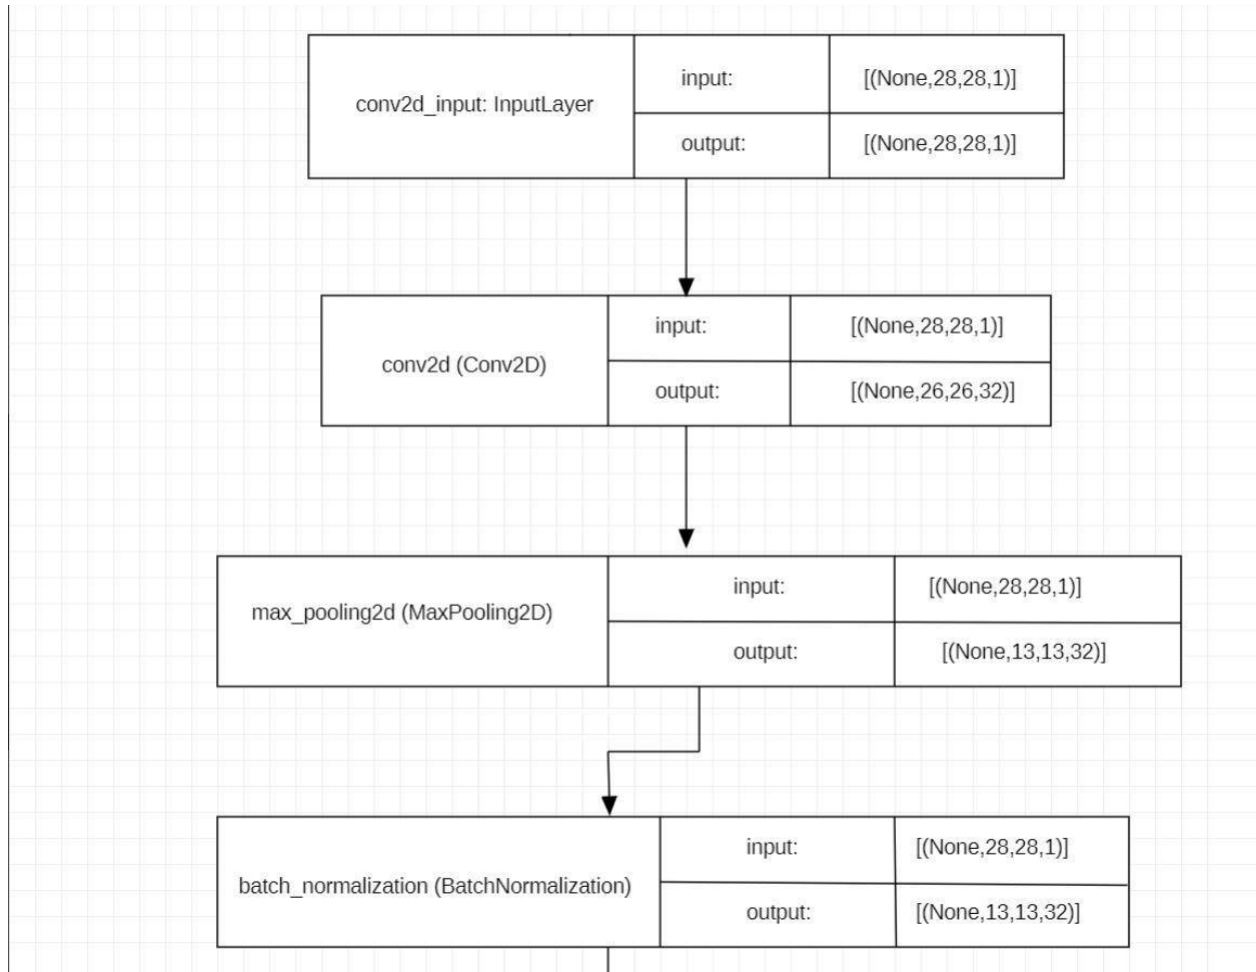 conv2d_input: InputLayer
input:
[(None,28,28,1)]
output:
[(None,28,28,1)]
conv2d (Conv2D)
input:
[(None,28,28,1)]
output:
[(None,26,26,32)]
max_pooling2d (MaxPooling2D)
input:
[(None,28,28,1)]
output:
[(None,13,13,32)]
batch_normalization (BatchNormalization)
input:
[(None,28,28,1)]
output:
[(None,13,13,32)]